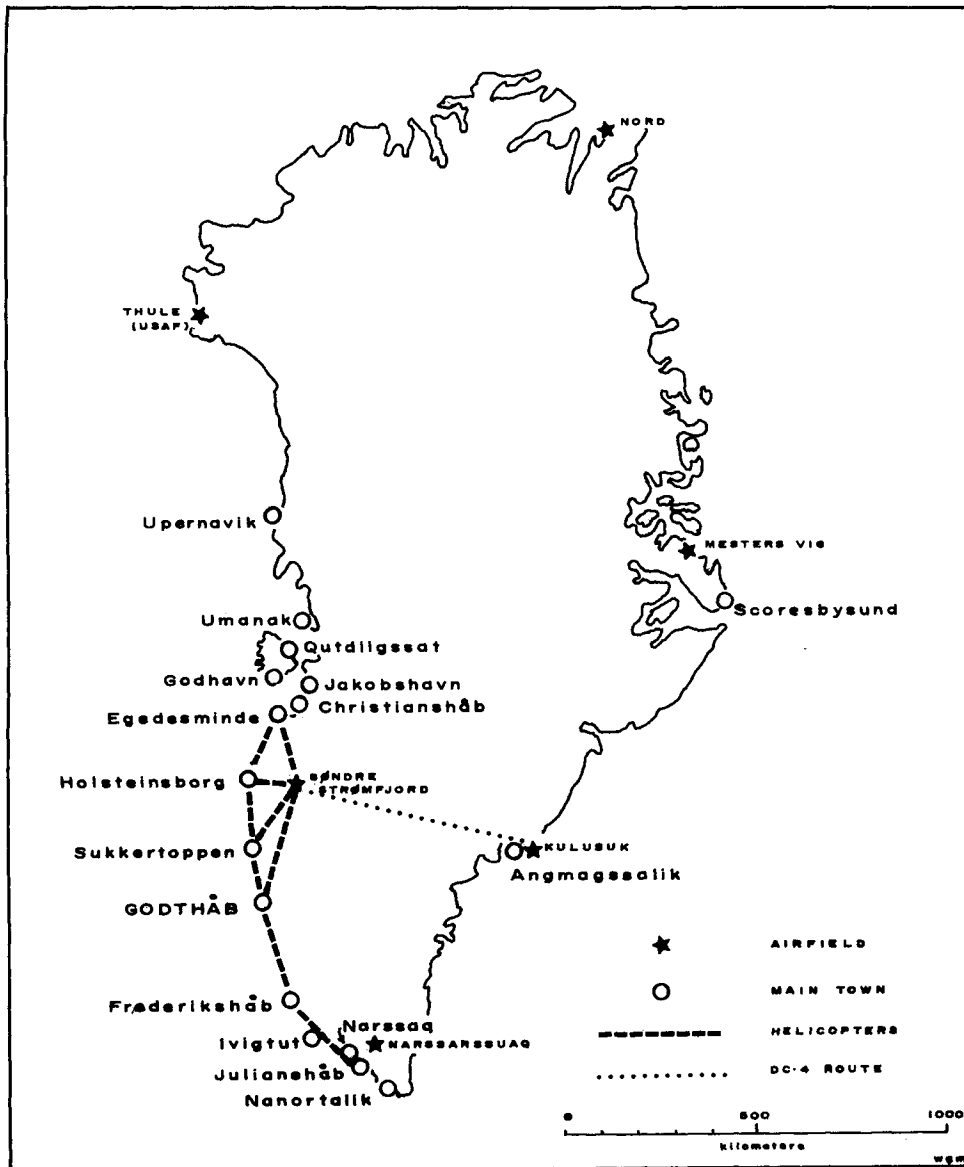 NORD
THULE
(USAF)
Upernavik
MESTERS VIG
Scoresbysund
Umanak
Qutdligssat
Godhavn
Jakobshavn
Christianshåb
Egedesminde
Holsteinsborg
SØNDRE
STRØMFJORD
Sukkertoppen
KULUSUK
Angmagssalik
GODTHÅB
AIRFIELD
MAIN TOWN
Frederikshåb
Narssaq
Ivigtut
NARSSARSSUAQ
HELICOPTERS
Julianehåb
DC-4 ROUTE
Nanortalik
0 500 1000
kilometers
wgm